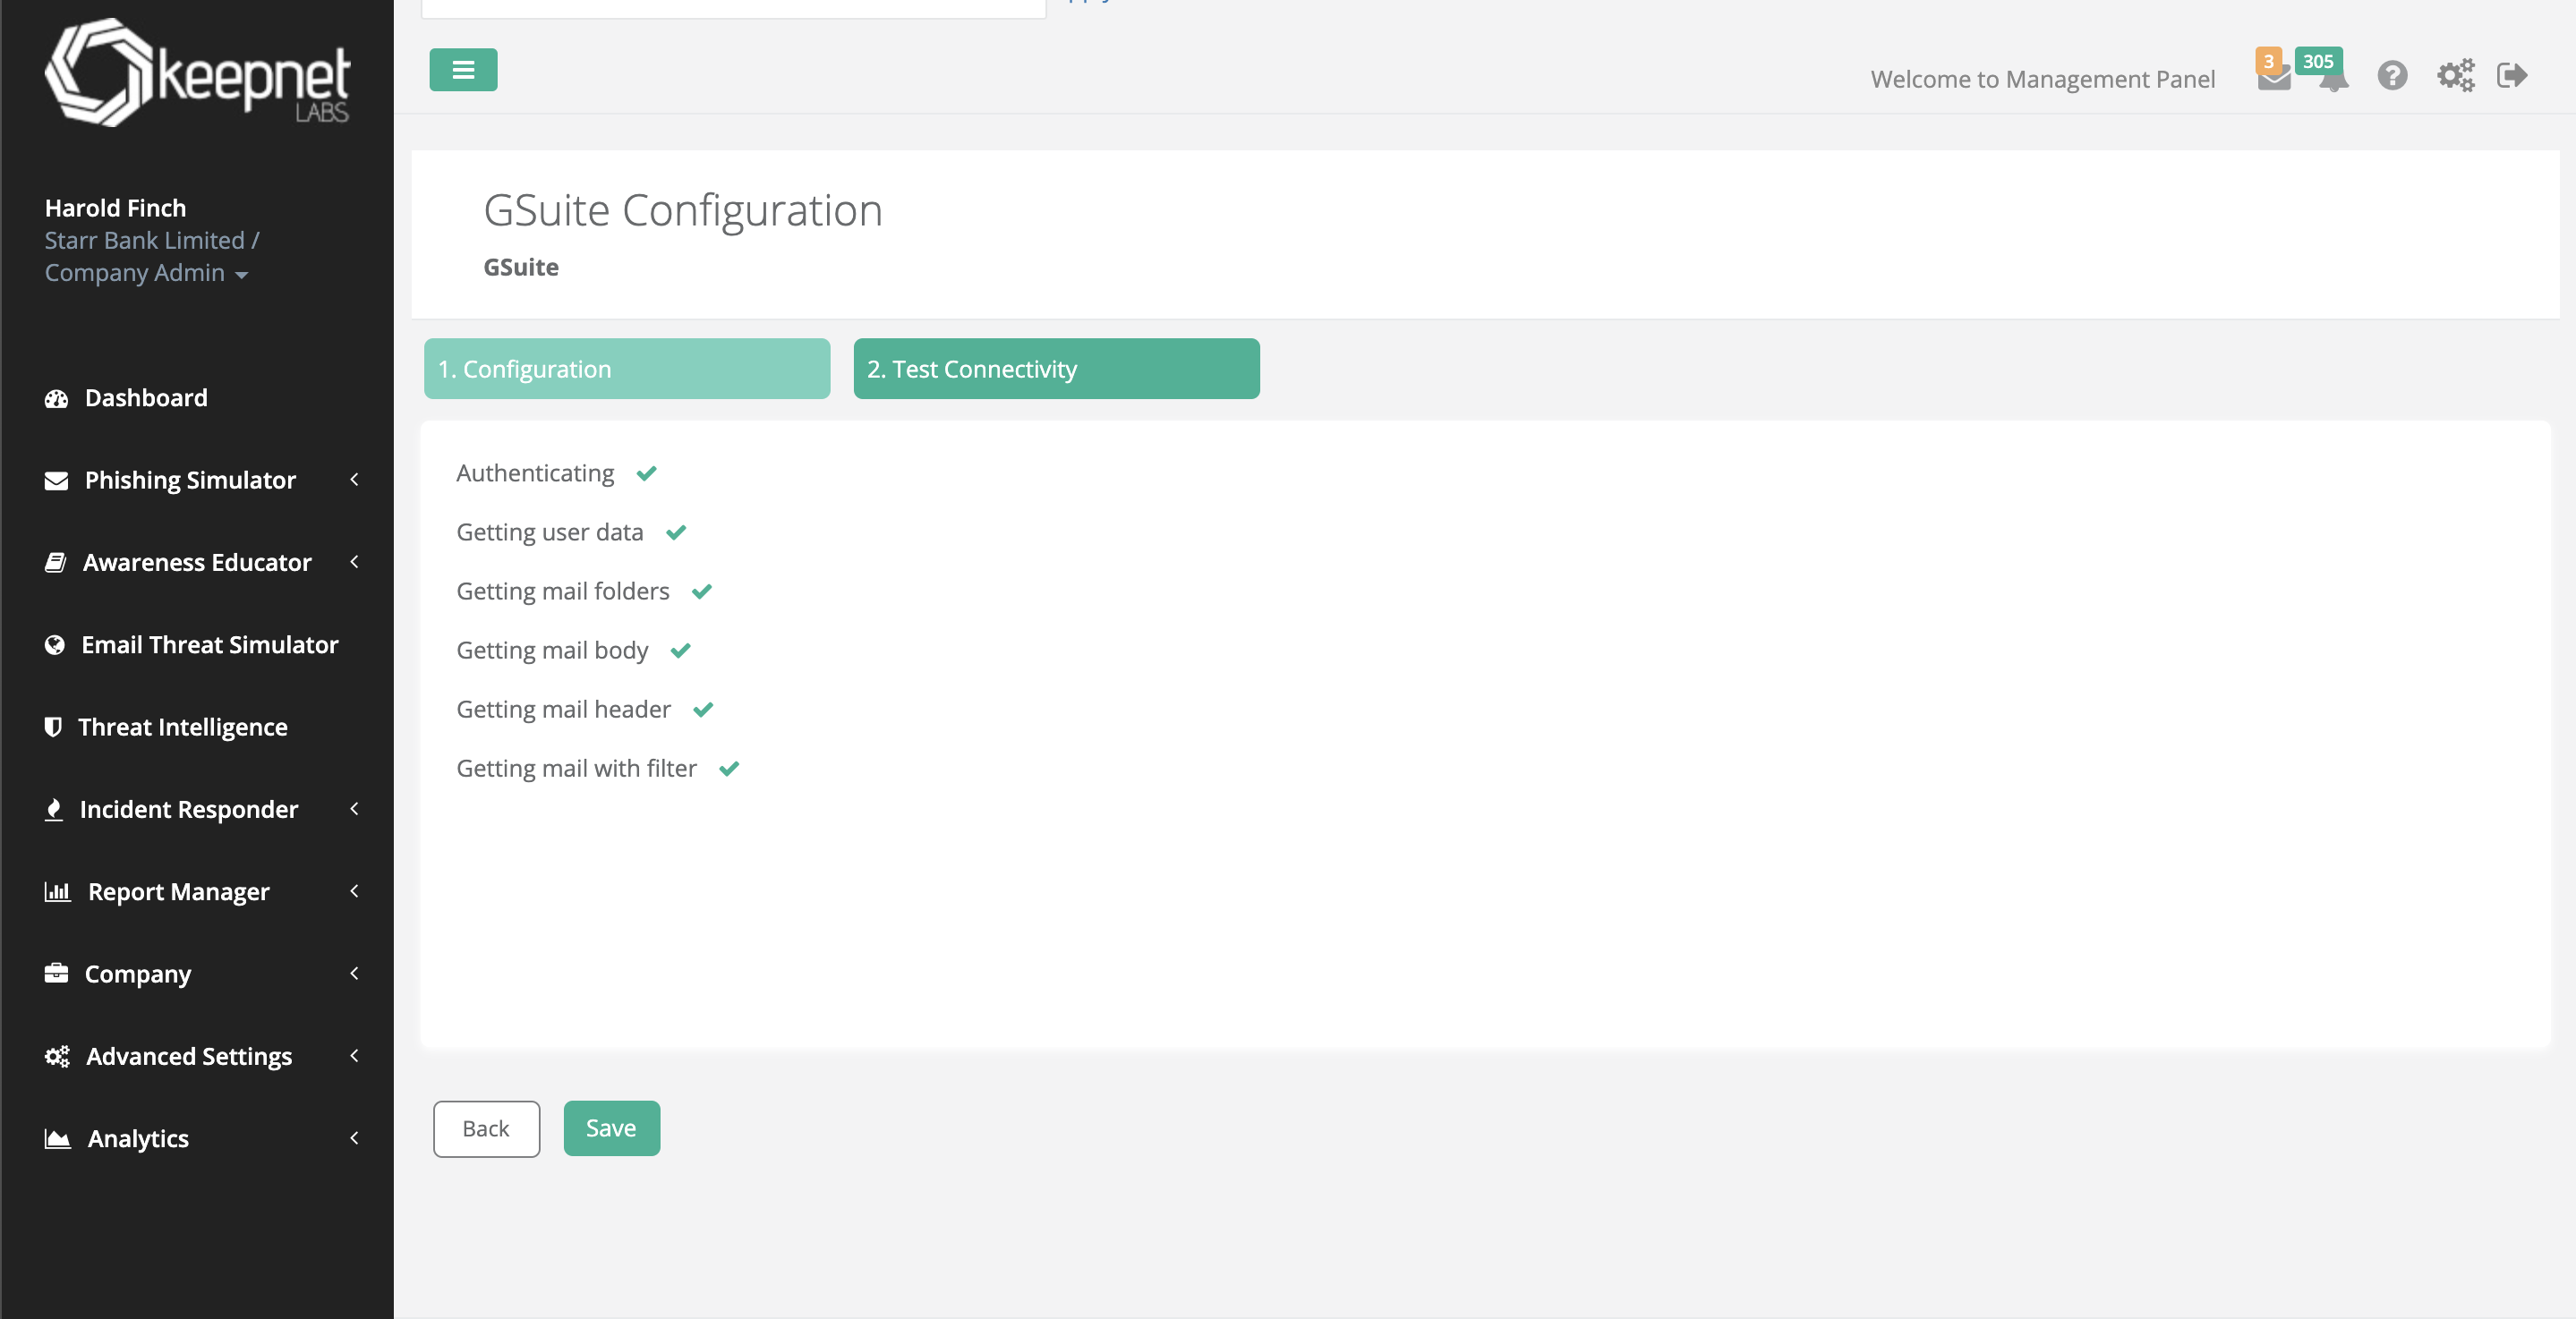 keepnet
LABS
Harold Finch
Starr Bank Limited /
Company Admin
Dashboard
Phishing Simulator
Awareness Educator
Email Threat Simulator
Threat Intelligence
Incident Responder
Report Manager
Company
Advanced Settings
Analytics
Welcome to Management Panel
3
305
GSuite Configuration
GSuite
1. Configuration
2. Test Connectivity
Authenticating
Getting user data
Getting mail folders
Getting mail body
Getting mail header
Getting mail with filter
Back
Save